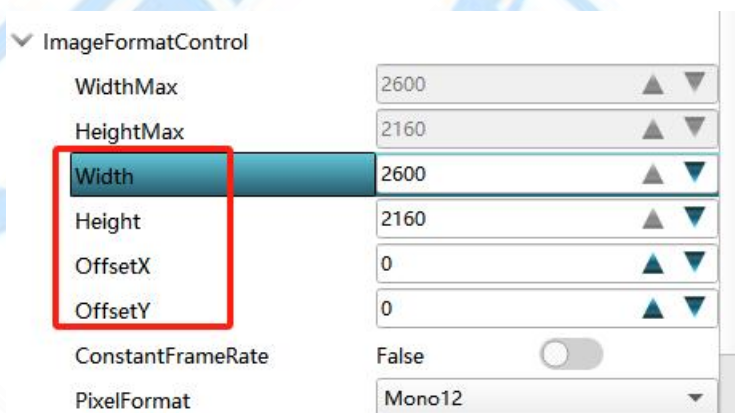 ImageFormatControl
WidthMax 2600
HeightMax 2160
Width 2600
Height 2160
OffsetX 0
OffsetY 0
ConstantFrameRate False
PixelFormat Mono12